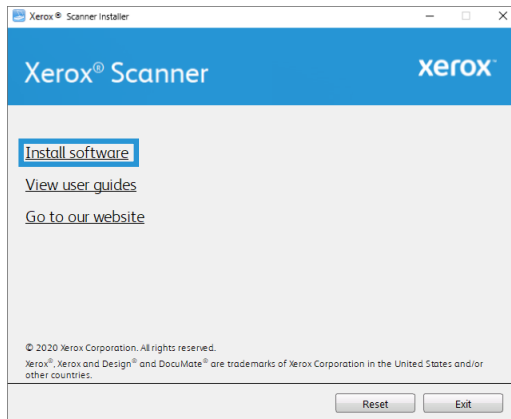 Xerox ® Scanner Installer
Xerox® Scanner
xerox™
Install software
View user guides
Go to our website
© 2020 Xerox Corporation. All rights reserved.
Xerox®, Xerox and Design® and DocuMate® are trademarks of Xerox Corporation in the United States and/or
other countries.
Reset
Exit